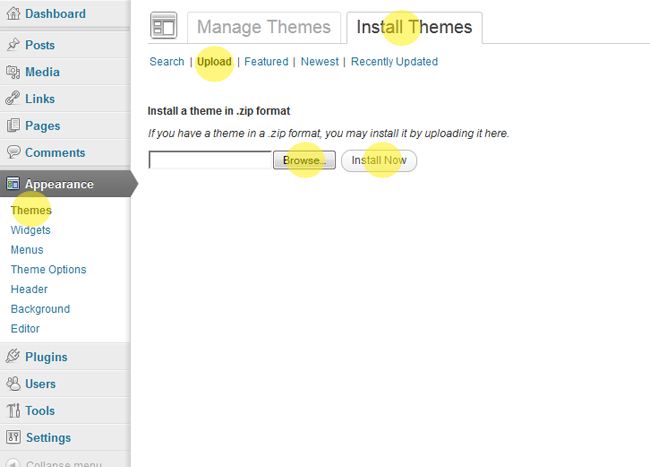 Dashboard
Posts
Media
Links
Pages
Comments
Appearance
Themes
Widgets
Menus
Theme Options
Header
Background
Editor
Plugins
Users
Tools
Settings
Collapse menu
Manage Themes
Install Themes
Search | Upload | Featured | Newest | Recently Updated
Install a theme in .zip format
If you have a theme in a .zip format, you may install it by uploading it here.
Browse... Install Now